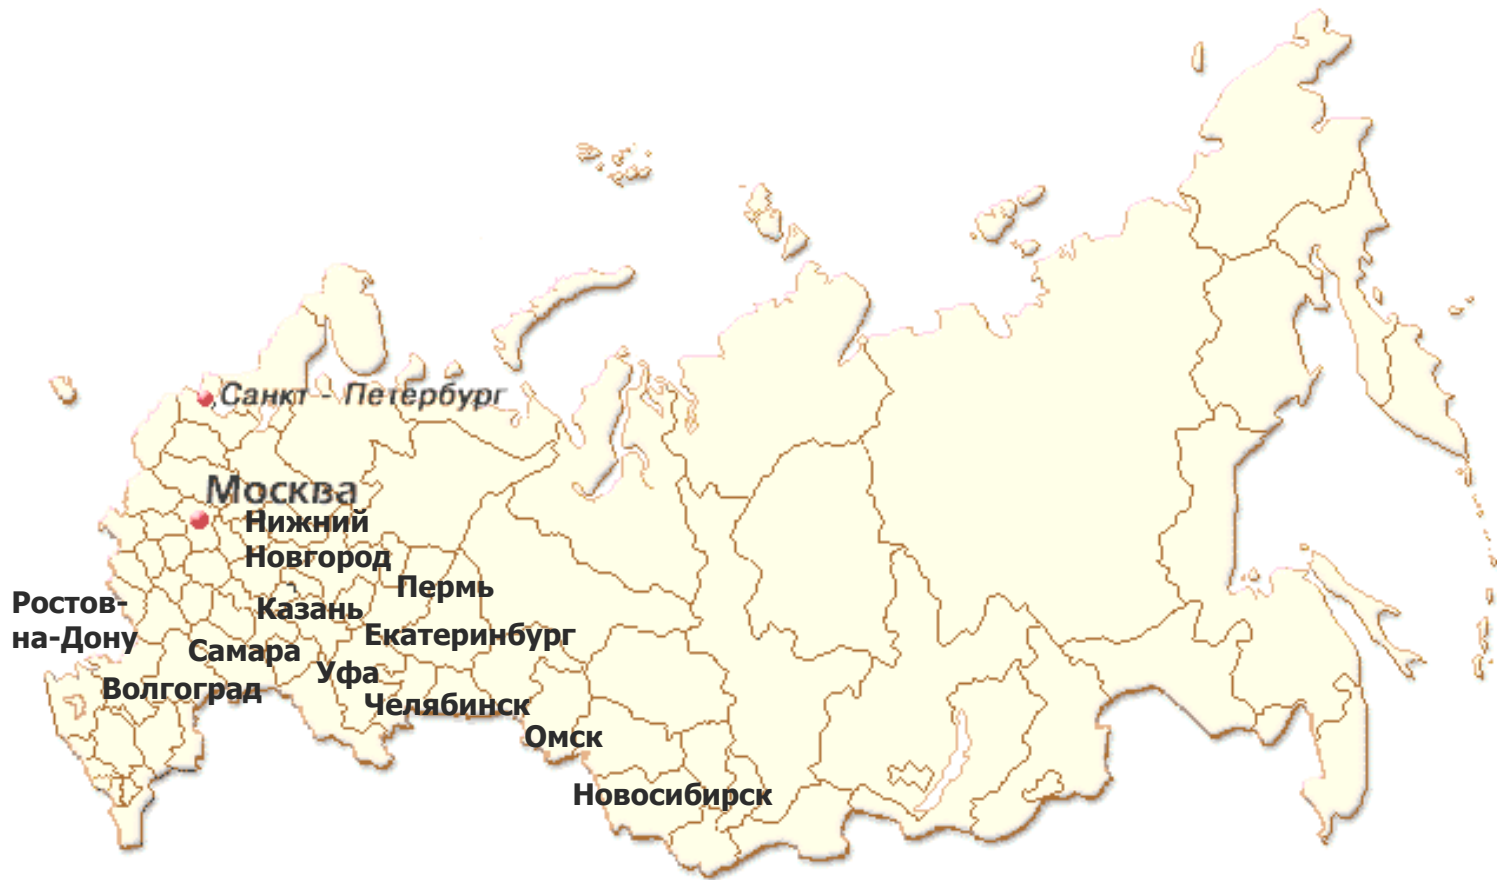 Санкт - Петербург
Москва
Нижний
Новгород
Пермь
Ростов-
на-Дону
Казань
Екатеринбург
Самара
Уфа
Волгоград
Челябинск
Омск
Новосибирск